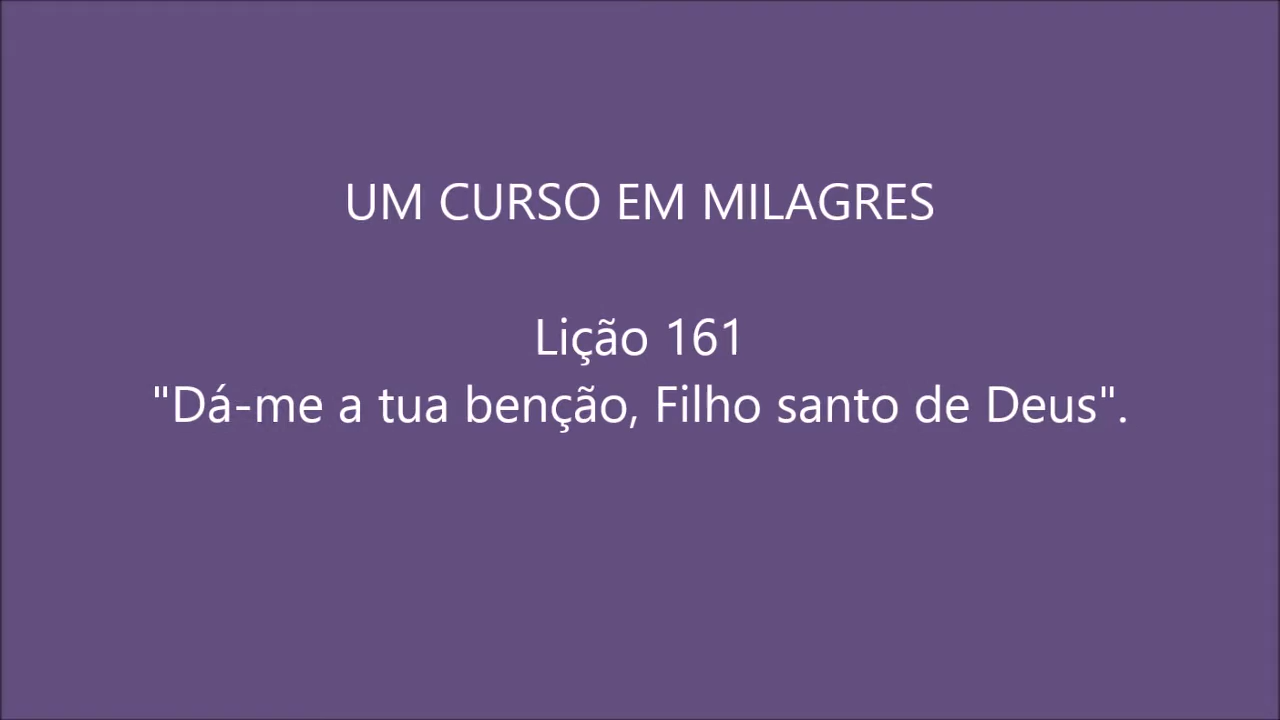 UM CURSO EM MILAGRES
Lição 161
"Dá-me a tua benção, Filho santo de Deus".